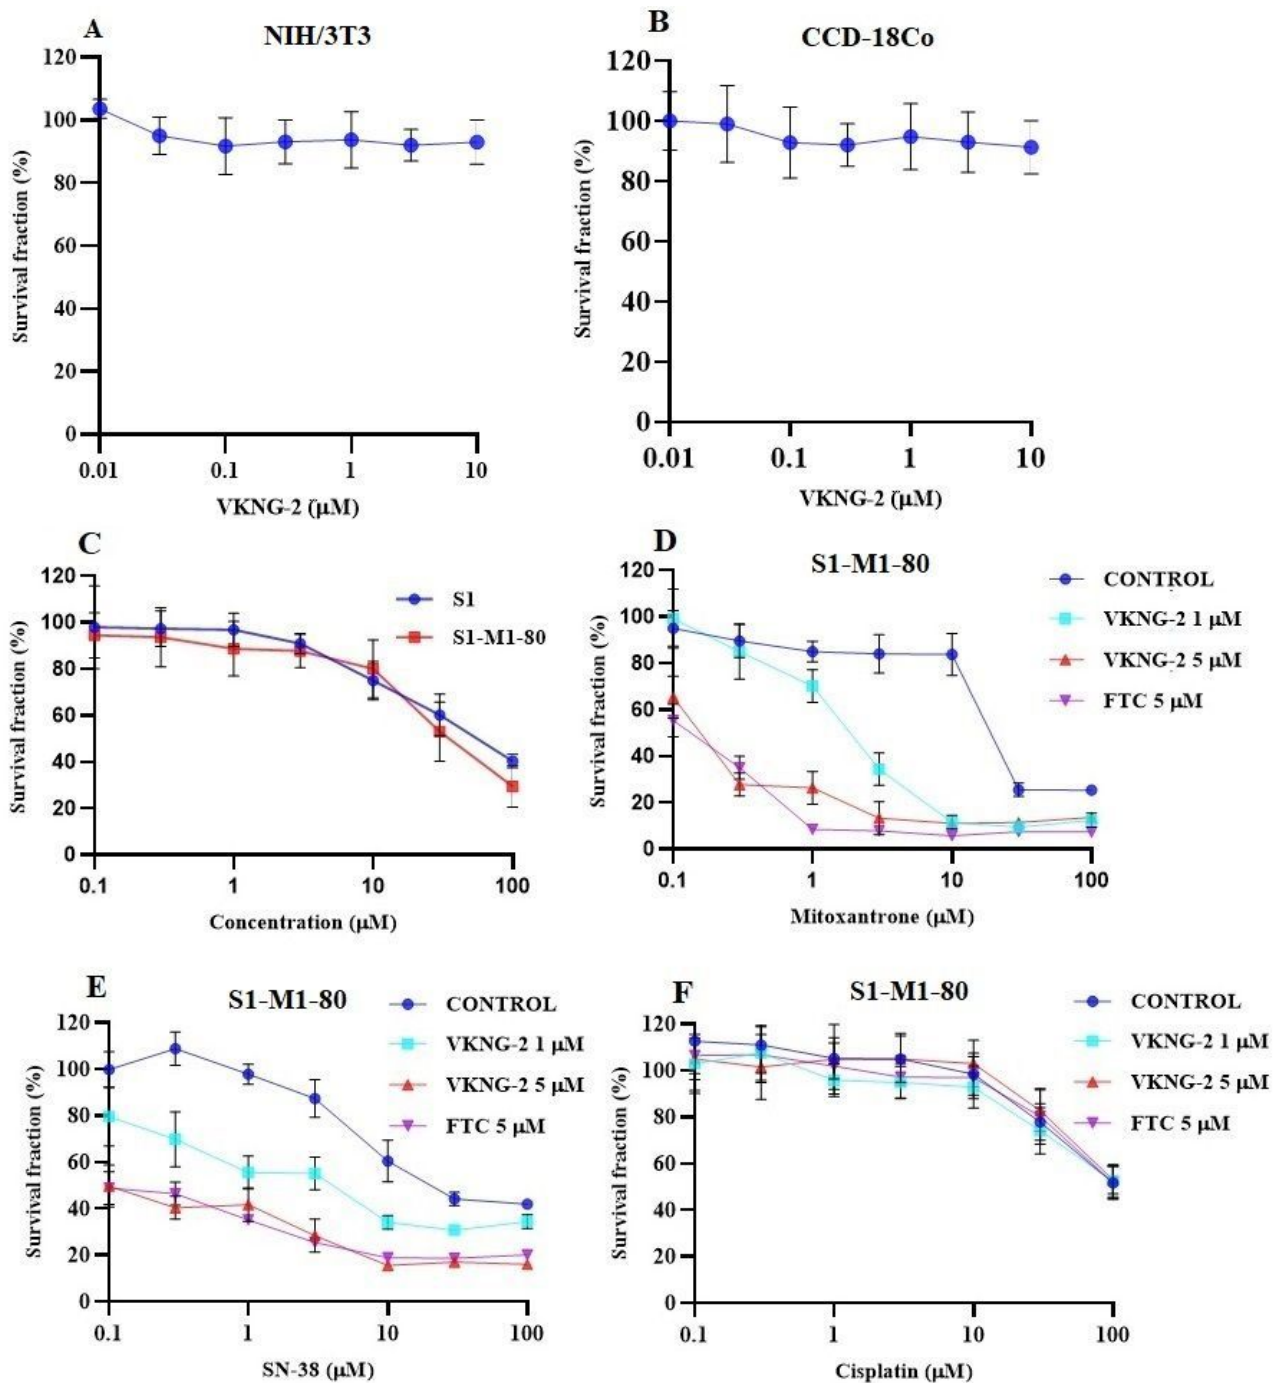 A
NIH/3T3
120
100
80
60
40
20
0
Survival fraction (%)
0.01 0.1 1 10
VKNG-2 (μM)
B
CCD-18Co
120
100
80
60
40
20
0
Survival fraction (%)
0.01 0.1 1 10
VKNG-2 (μM)
C
S1
S1-M1-80
120
100
80
60
40
20
0
Survival fraction (%)
0.1 1 10 100
Concentration (μM)
D
S1-M1-80
CONTROL
VKNG-2 1 μM
VKNG-2 5 μM
FTC 5 μM
120
100
80
60
40
20
0
Survival fraction (%)
0.1 1 10 100
Mitoxantrone (μM)
E
S1-M1-80
CONTROL
VKNG-2 1 μM
VKNG-2 5 μM
FTC 5 μM
120
100
80
60
40
20
0
Survival fraction (%)
0.1 1 10 100
SN-38 (μM)
F
S1-M1-80
CONTROL
VKNG-2 1 μM
VKNG-2 5 μM
FTC 5 μM
120
100
80
60
40
20
0
Survival fraction (%)
0.1 1 10 100
Cisplatin (μM)